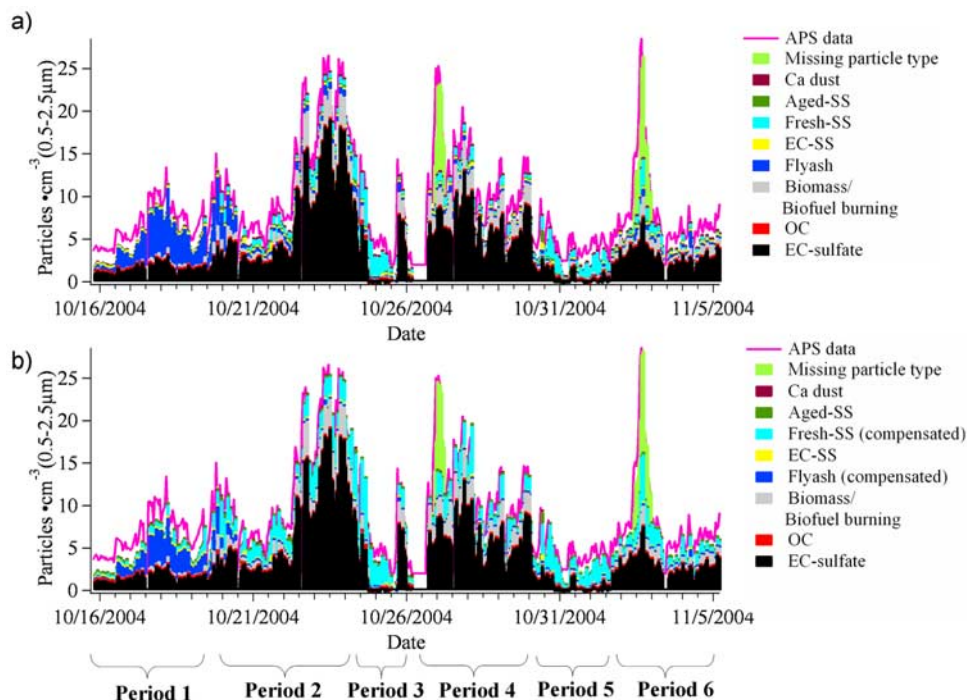 a)
Particles •cm⁻³ (0.5-2.5μm)
25
20
15
10
5
0
10/16/2004 10/21/2004 10/26/2004 10/31/2004 11/5/2004
Date
APS data
Missing particle type
Ca dust
Aged-SS
Fresh-SS
EC-SS
Flyash
Biomass/
Biofuel burning
OC
EC-sulfate
b)
Particles •cm⁻³ (0.5-2.5μm)
25
20
15
10
5
0
10/16/2004 10/21/2004 10/26/2004 10/31/2004 11/5/2004
Date
APS data
Missing particle type
Ca dust
Aged-SS
Fresh-SS (compensated)
EC-SS
Flyash (compensated)
Biomass/
Biofuel burning
OC
EC-sulfate
Period 1 Period 2 Period 3 Period 4 Period 5 Period 6